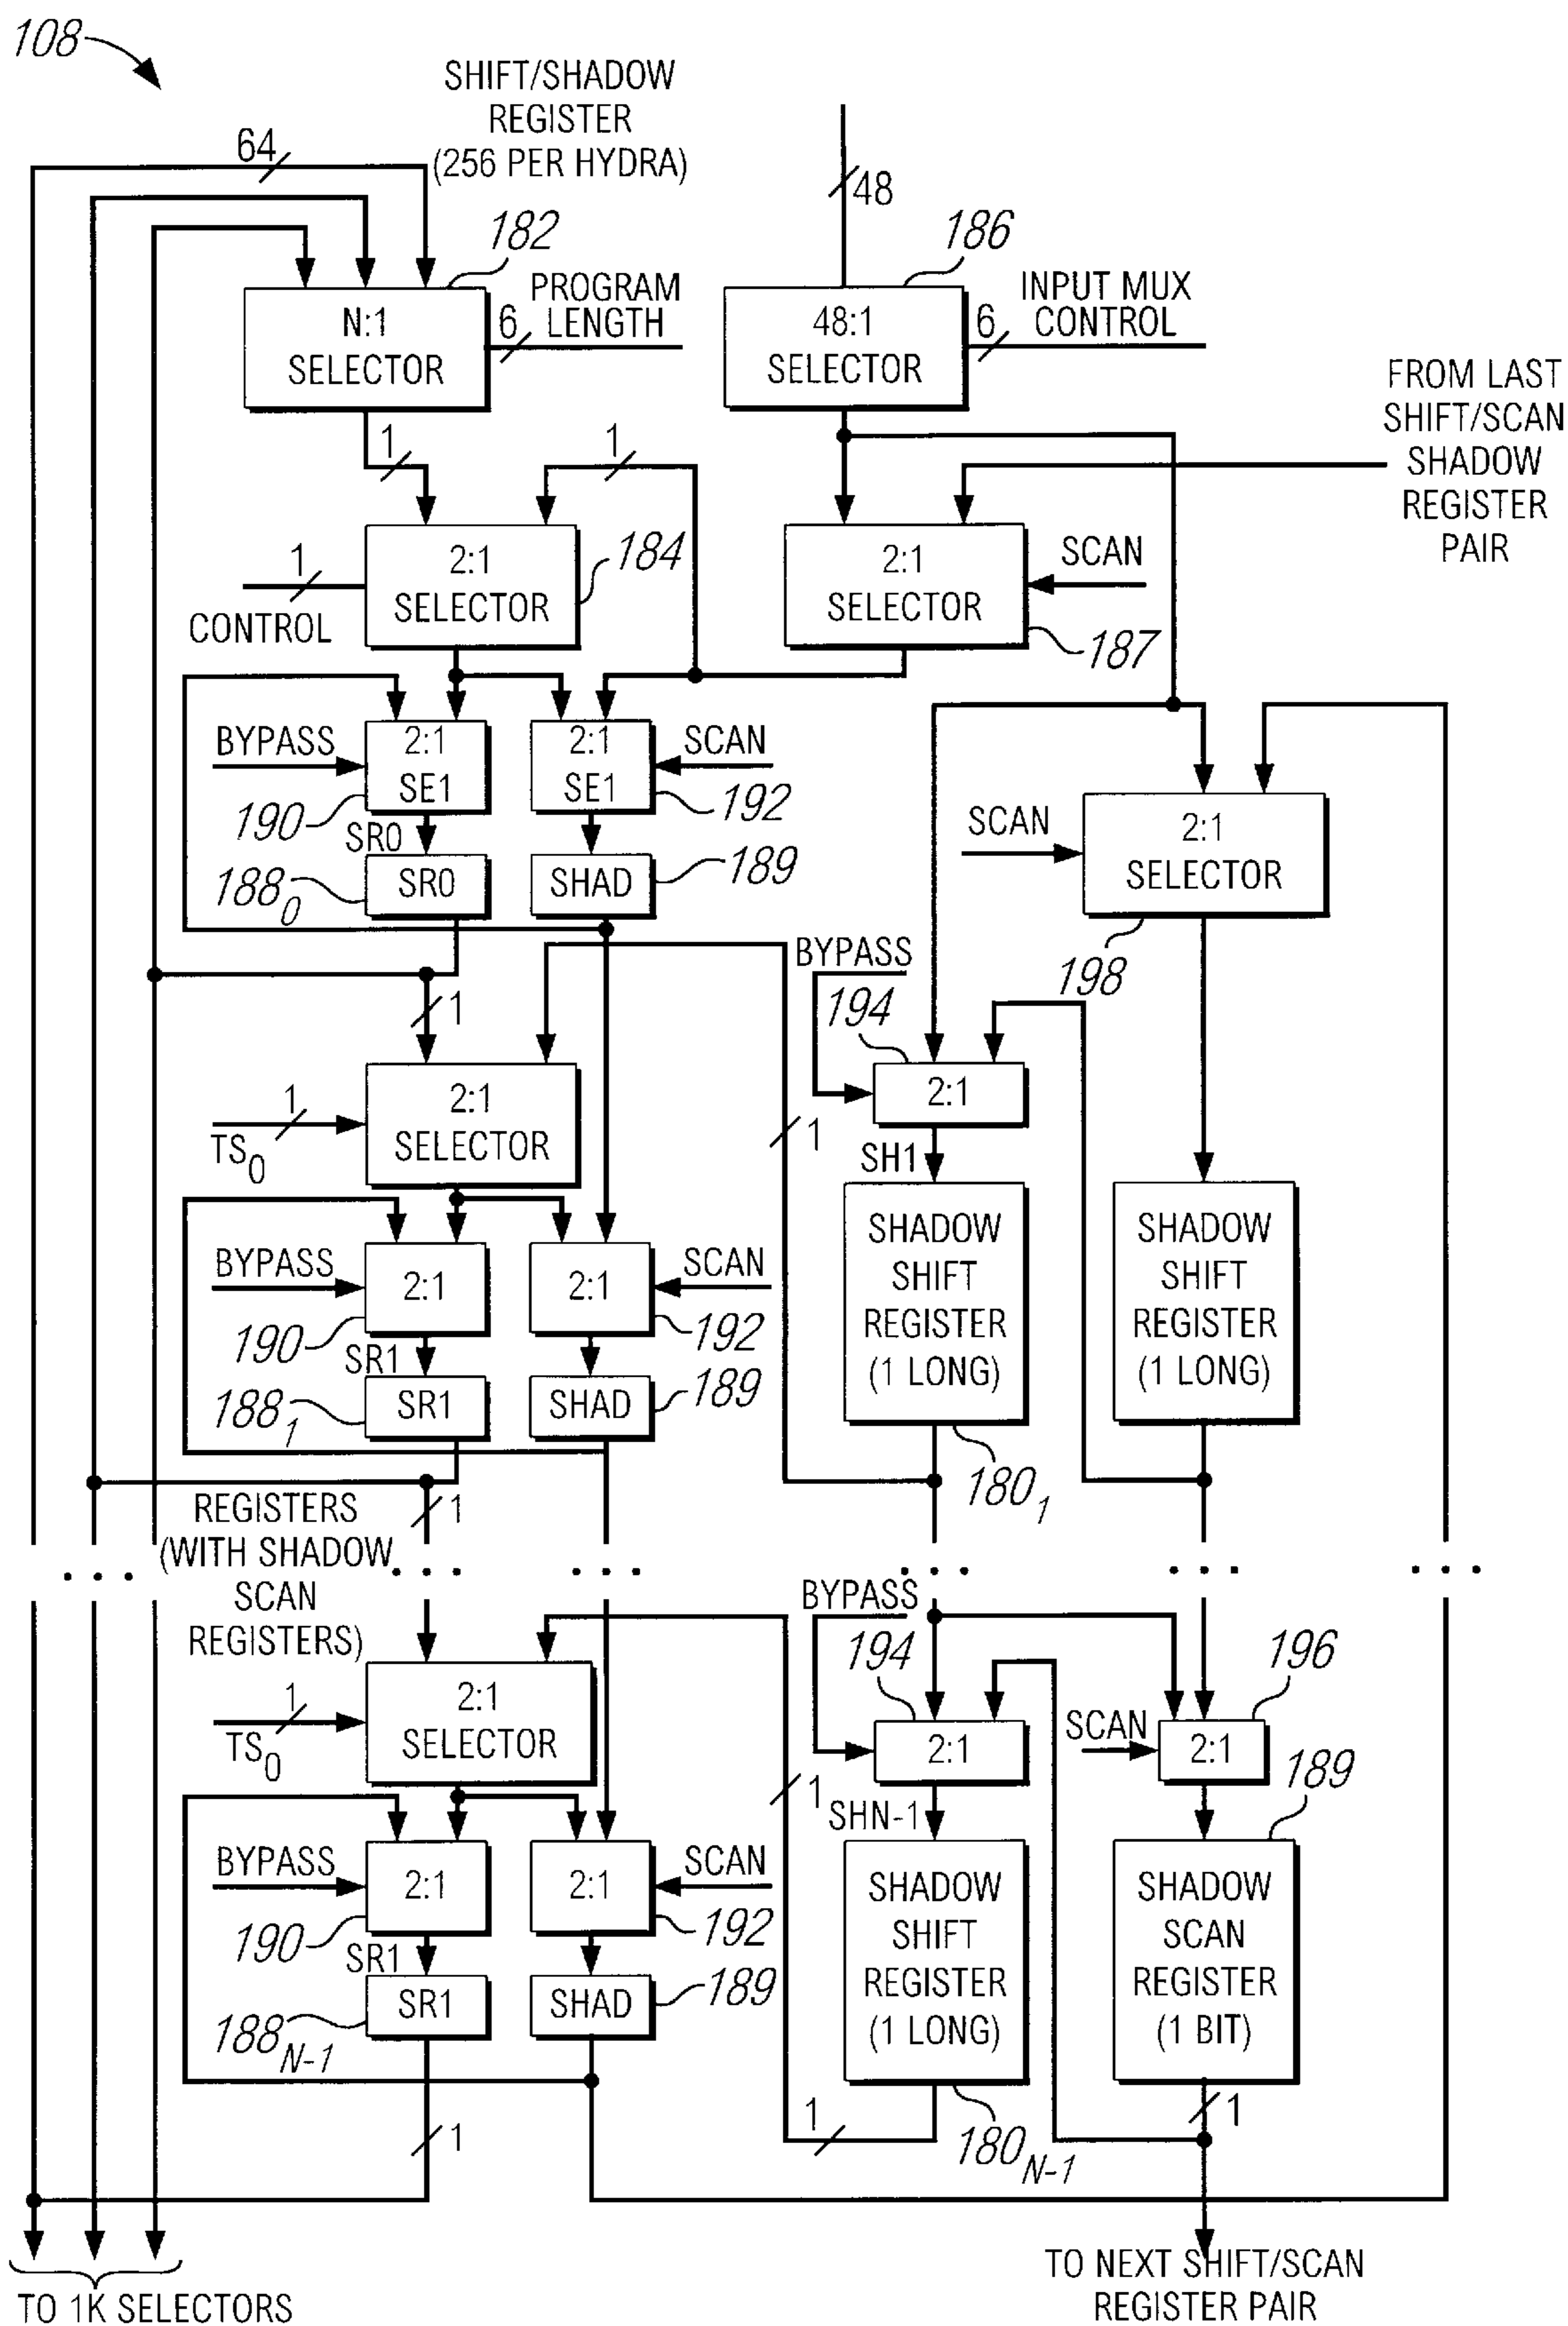 108
SHIFT/SHADOW
REGISTER
(256 PER HYDRA)
64
48
182
186
N:1
SELECTOR
PROGRAM
LENGTH
6
48:1
SELECTOR
INPUT MUX
CONTROL
6
FROM LAST
SHIFT/SCAN
SHADOW
REGISTER
PAIR
1
1
2:1
SELECTOR
184
1
CONTROL
2:1
SELECTOR
SCAN
187
BYPASS
2:1
SE1
190
2:1
SE1
SCAN
192
SR0
SR0
188 0
SHAD
189
SCAN
2:1
SELECTOR
198
1
BYPASS
194
2:1
1
TS0
2:1
SELECTOR
1
SH1
BYPASS
2:1
190
2:1
SCAN
192
SR1
SR1
188 1
SHAD
189
SHADOW
SHIFT
REGISTER
(1 LONG)
180 1
SHADOW
SHIFT
REGISTER
(1 LONG)
REGISTERS
(WITH SHADOW
SCAN
REGISTERS)
1
. . .
. . .
. . .
. . .
. . .
. . .
BYPASS
194
2:1
196
SCAN
2:1
1
TS0
2:1
SELECTOR
1
SHN-1
189
BYPASS
2:1
190
2:1
SCAN
192
SR1
SR1
188 N-1
SHAD
189
SHADOW
SHIFT
REGISTER
(1 LONG)
180 N-1
SHADOW
SCAN
REGISTER
(1 BIT)
1
1
1
TO 1K SELECTORS
TO NEXT SHIFT/SCAN
REGISTER PAIR